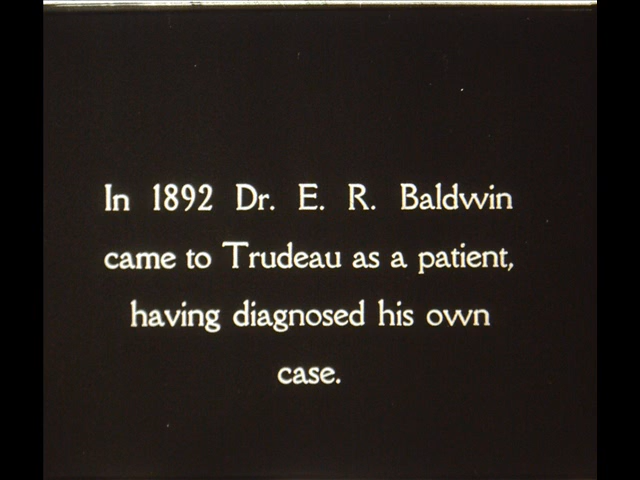 In 1892 Dr. E. R. Baldwin
came to Trudeau as a patient,
having diagnosed his own
case.